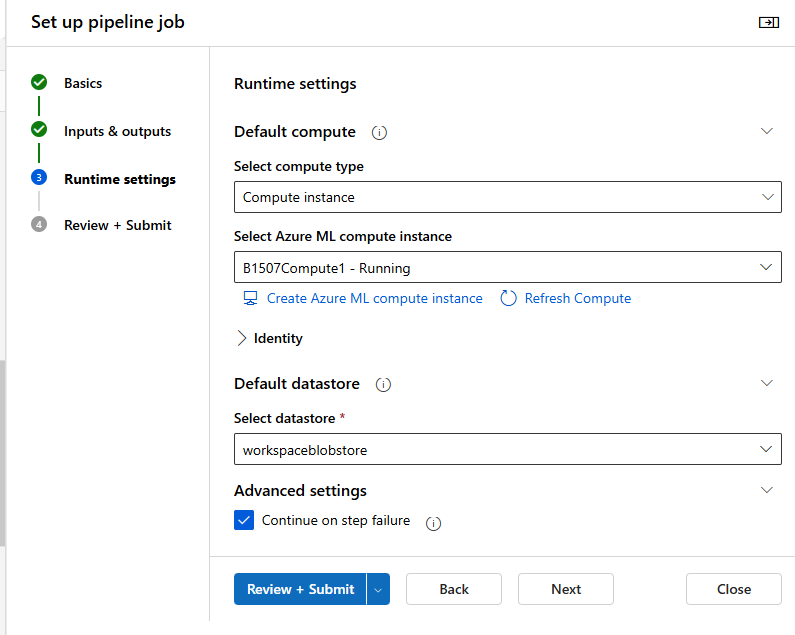 Set up pipeline job
Basics
Inputs & outputs
3 Runtime settings
4 Review + Submit
Runtime settings
Default compute
Select compute type
Compute instance
Select Azure ML compute instance
B1507Compute1 - Running
Create Azure ML compute instance Refresh Compute
Identity
Default datastore
Select datastore *
workspaceblobstore
Advanced settings
Continue on step failure
Review + Submit Back Next Close